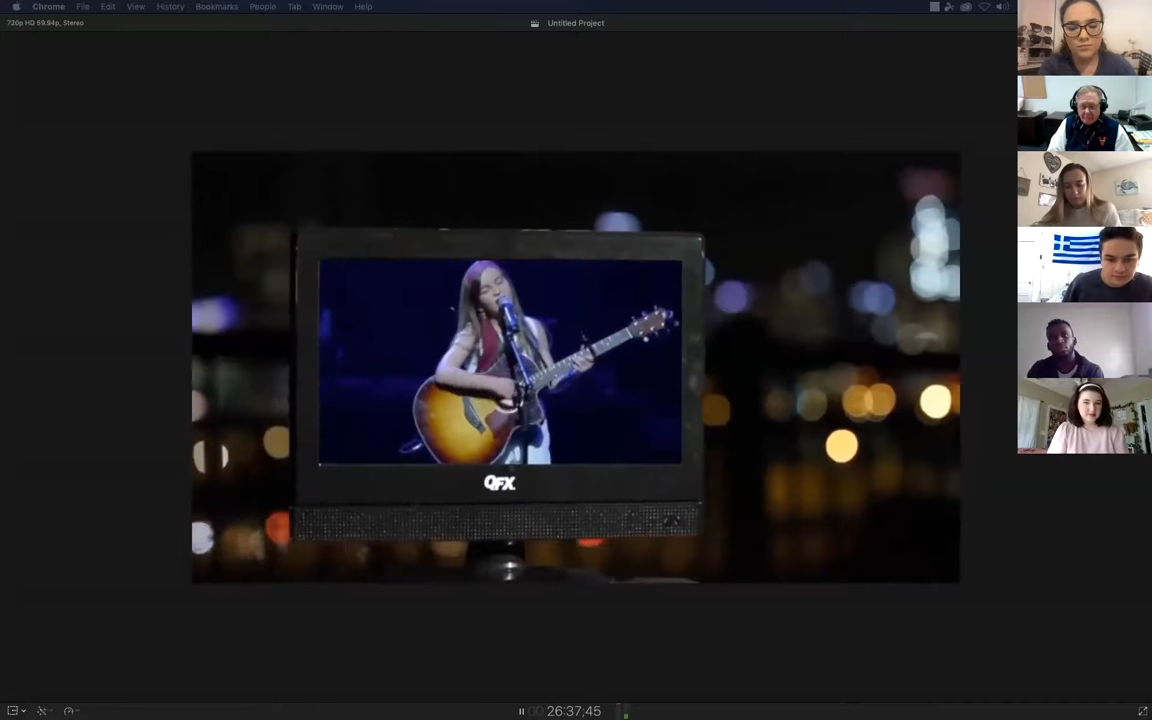 Chrome File Edit View History Bookmarks People Tab Window Help
720p HD 59.94p, Stereo
Untitled Project
QFX
00 26:37;45